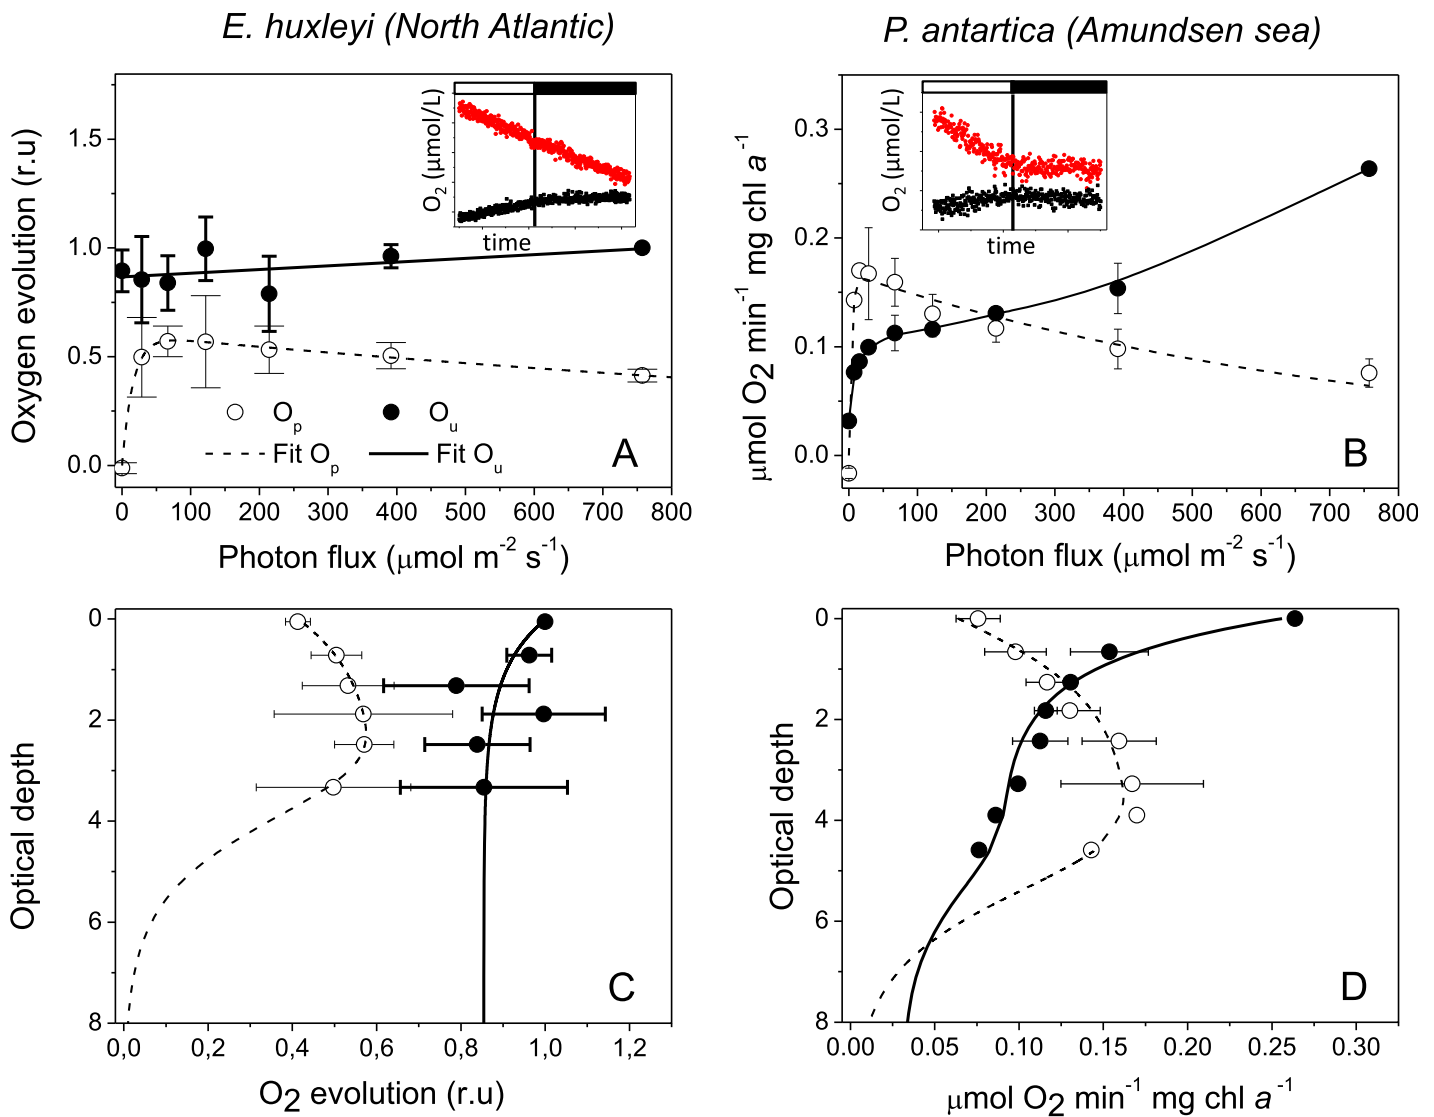 E. huxleyi (North Atlantic)
P. antartica (Amundsen sea)
Oxygen evolution (r.u)
1.5
1.0
0.5
0.0
O2 (μmol/L)
time
Op
Ou
Fit Op
Fit Ou
A
0 100 200 300 400 500 600 700 800
Photon flux (μmol m-2 s-1)
μmol O2 min-1 mg chl a-1
0.3
0.2
0.1
0.0
O2 (μmol/L)
time
B
0 100 200 300 400 500 600 700 800
Photon flux (μmol m-2 s-1)
Optical depth
0
2
4
6
8
C
0,0 0,2 0,4 0,6 0,8 1,0 1,2
O2 evolution (r.u)
Optical depth
0
2
4
6
8
D
0.00 0.05 0.10 0.15 0.20 0.25 0.30
μmol O2 min-1 mg chl a-1